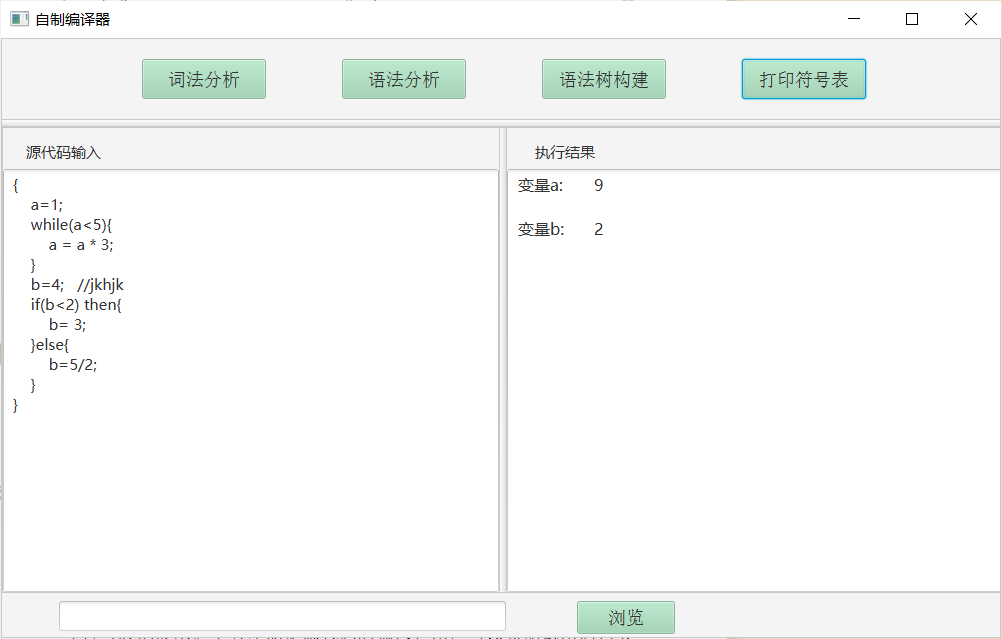 自制编译器
词法分析 语法分析 语法树构建 打印符号表
源代码输入
{
a=1;
while(a<5){
a = a * 3;
}
b=4; //jkhjk
if(b<2) then{
b= 3;
}else{
b=5/2;
}
}
执行结果
变量a: 9
变量b: 2
浏览